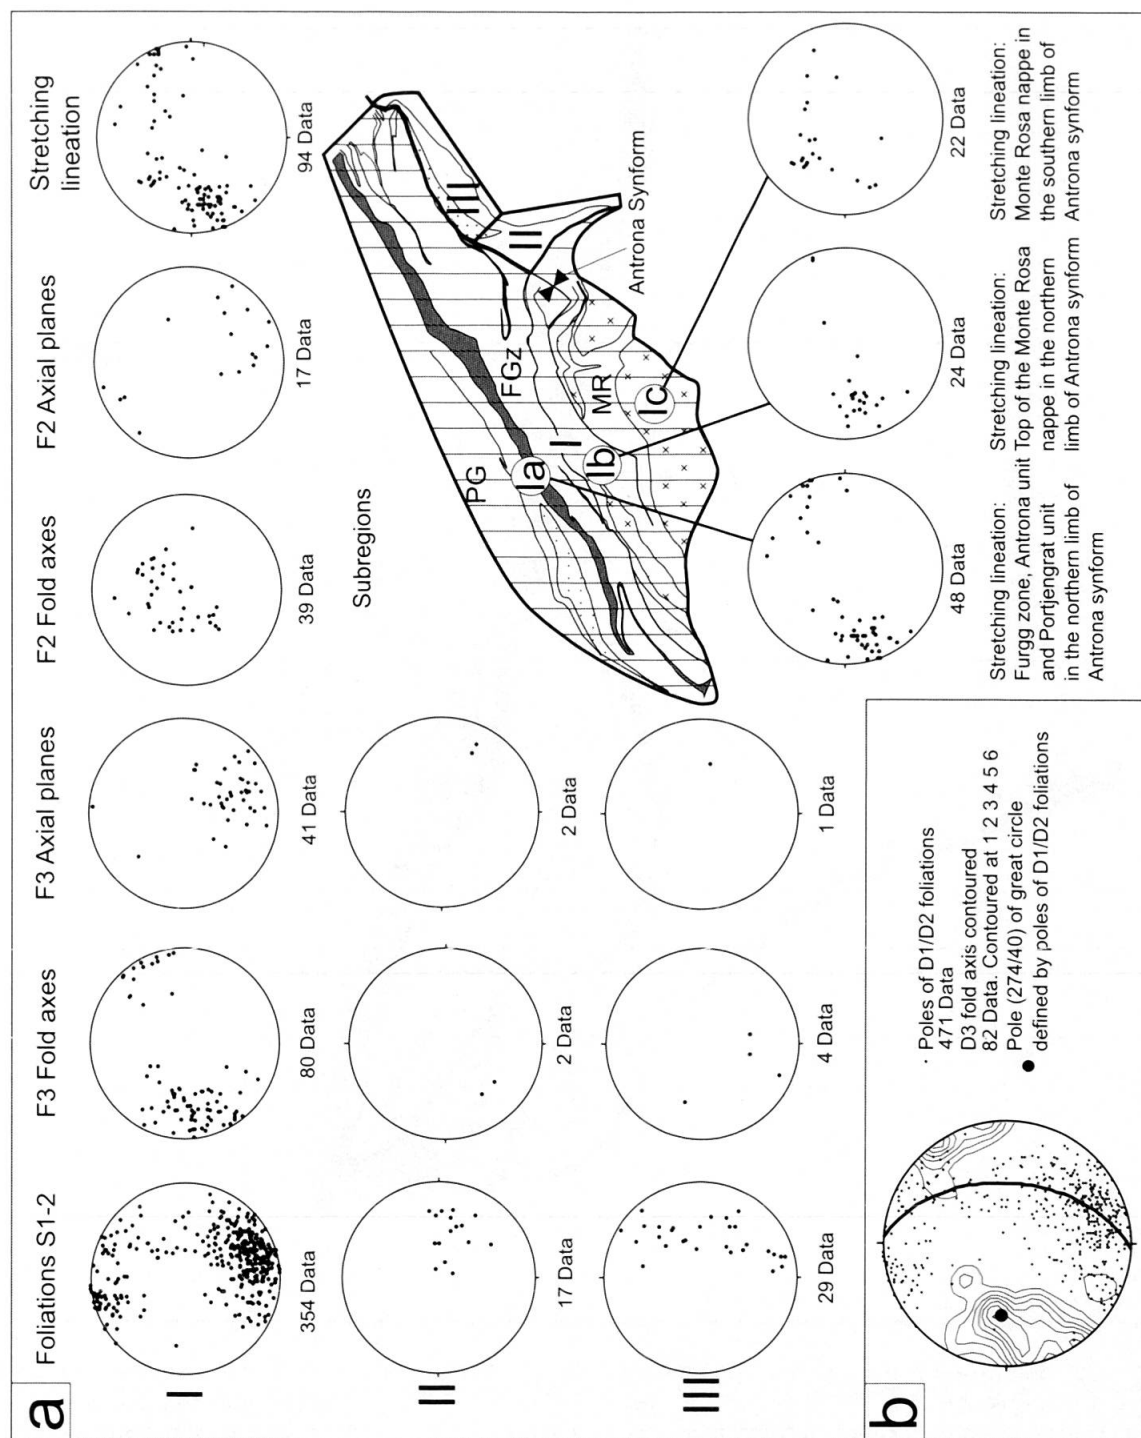 a
Foliations S1-2
F3 Fold axes
F3 Axial planes
F2 Fold axes
F2 Axial planes
Stretching
lineation
I
354 Data
80 Data
41 Data
39 Data
17 Data
94 Data
II
17 Data
2 Data
2 Data
III
29 Data
4 Data
1 Data
Subregions
PG
FGz
MR
I
II
III
Ia
Ib
Ic
Antrona Synform
48 Data
24 Data
22 Data
Stretching lineation:
Furgg zone, Antrona unit
and Portjengrat unit
in the northern limb of
Antrona synform
Stretching lineation:
Top of the Monte Rosa
nappe in the northern
limb of Antrona synform
Stretching lineation:
Monte Rosa nappe in
the southern limb of
Antrona synform
b
· Poles of D1/D2 foliations
471 Data
D3 fold axis contoured
82 Data. Contoured at 1 2 3 4 5 6
Pole (274/40) of great circle
● defined by poles of D1/D2 foliations